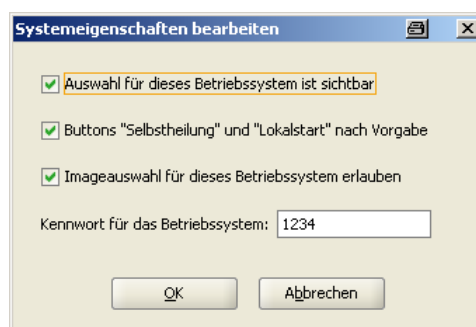 Systemeigenschaften bearbeiten
Auswahl für dieses Betriebssystem ist sichtbar
Buttons "Selbstheilung" und "Lokalstart" nach Vorgabe
Imageauswahl für dieses Betriebssystem erlauben
Kennwort für das Betriebssystem: 1234
OK Abbrechen